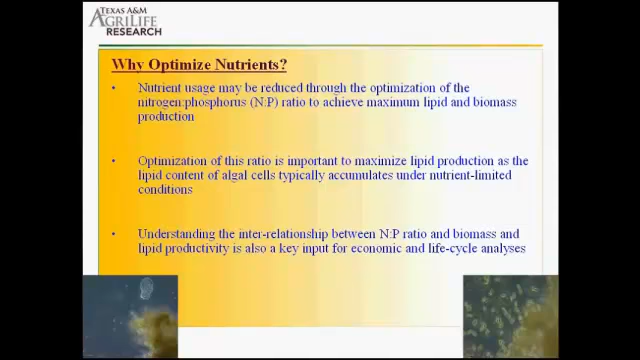 TEXAS A&M
AGRILIFE
RESEARCH
Why Optimize Nutrients?
• Nutrient usage may be reduced through the optimization of the
nitrogen:phosphorus (N:P) ratio to achieve maximum lipid and biomass
production
• Optimization of this ratio is important to maximize lipid production as the
lipid content of algal cells typically accumulates under nutrient-limited
conditions
• Understanding the inter-relationship between N:P ratio and biomass and
lipid productivity is also a key input for economic and life-cycle analyses